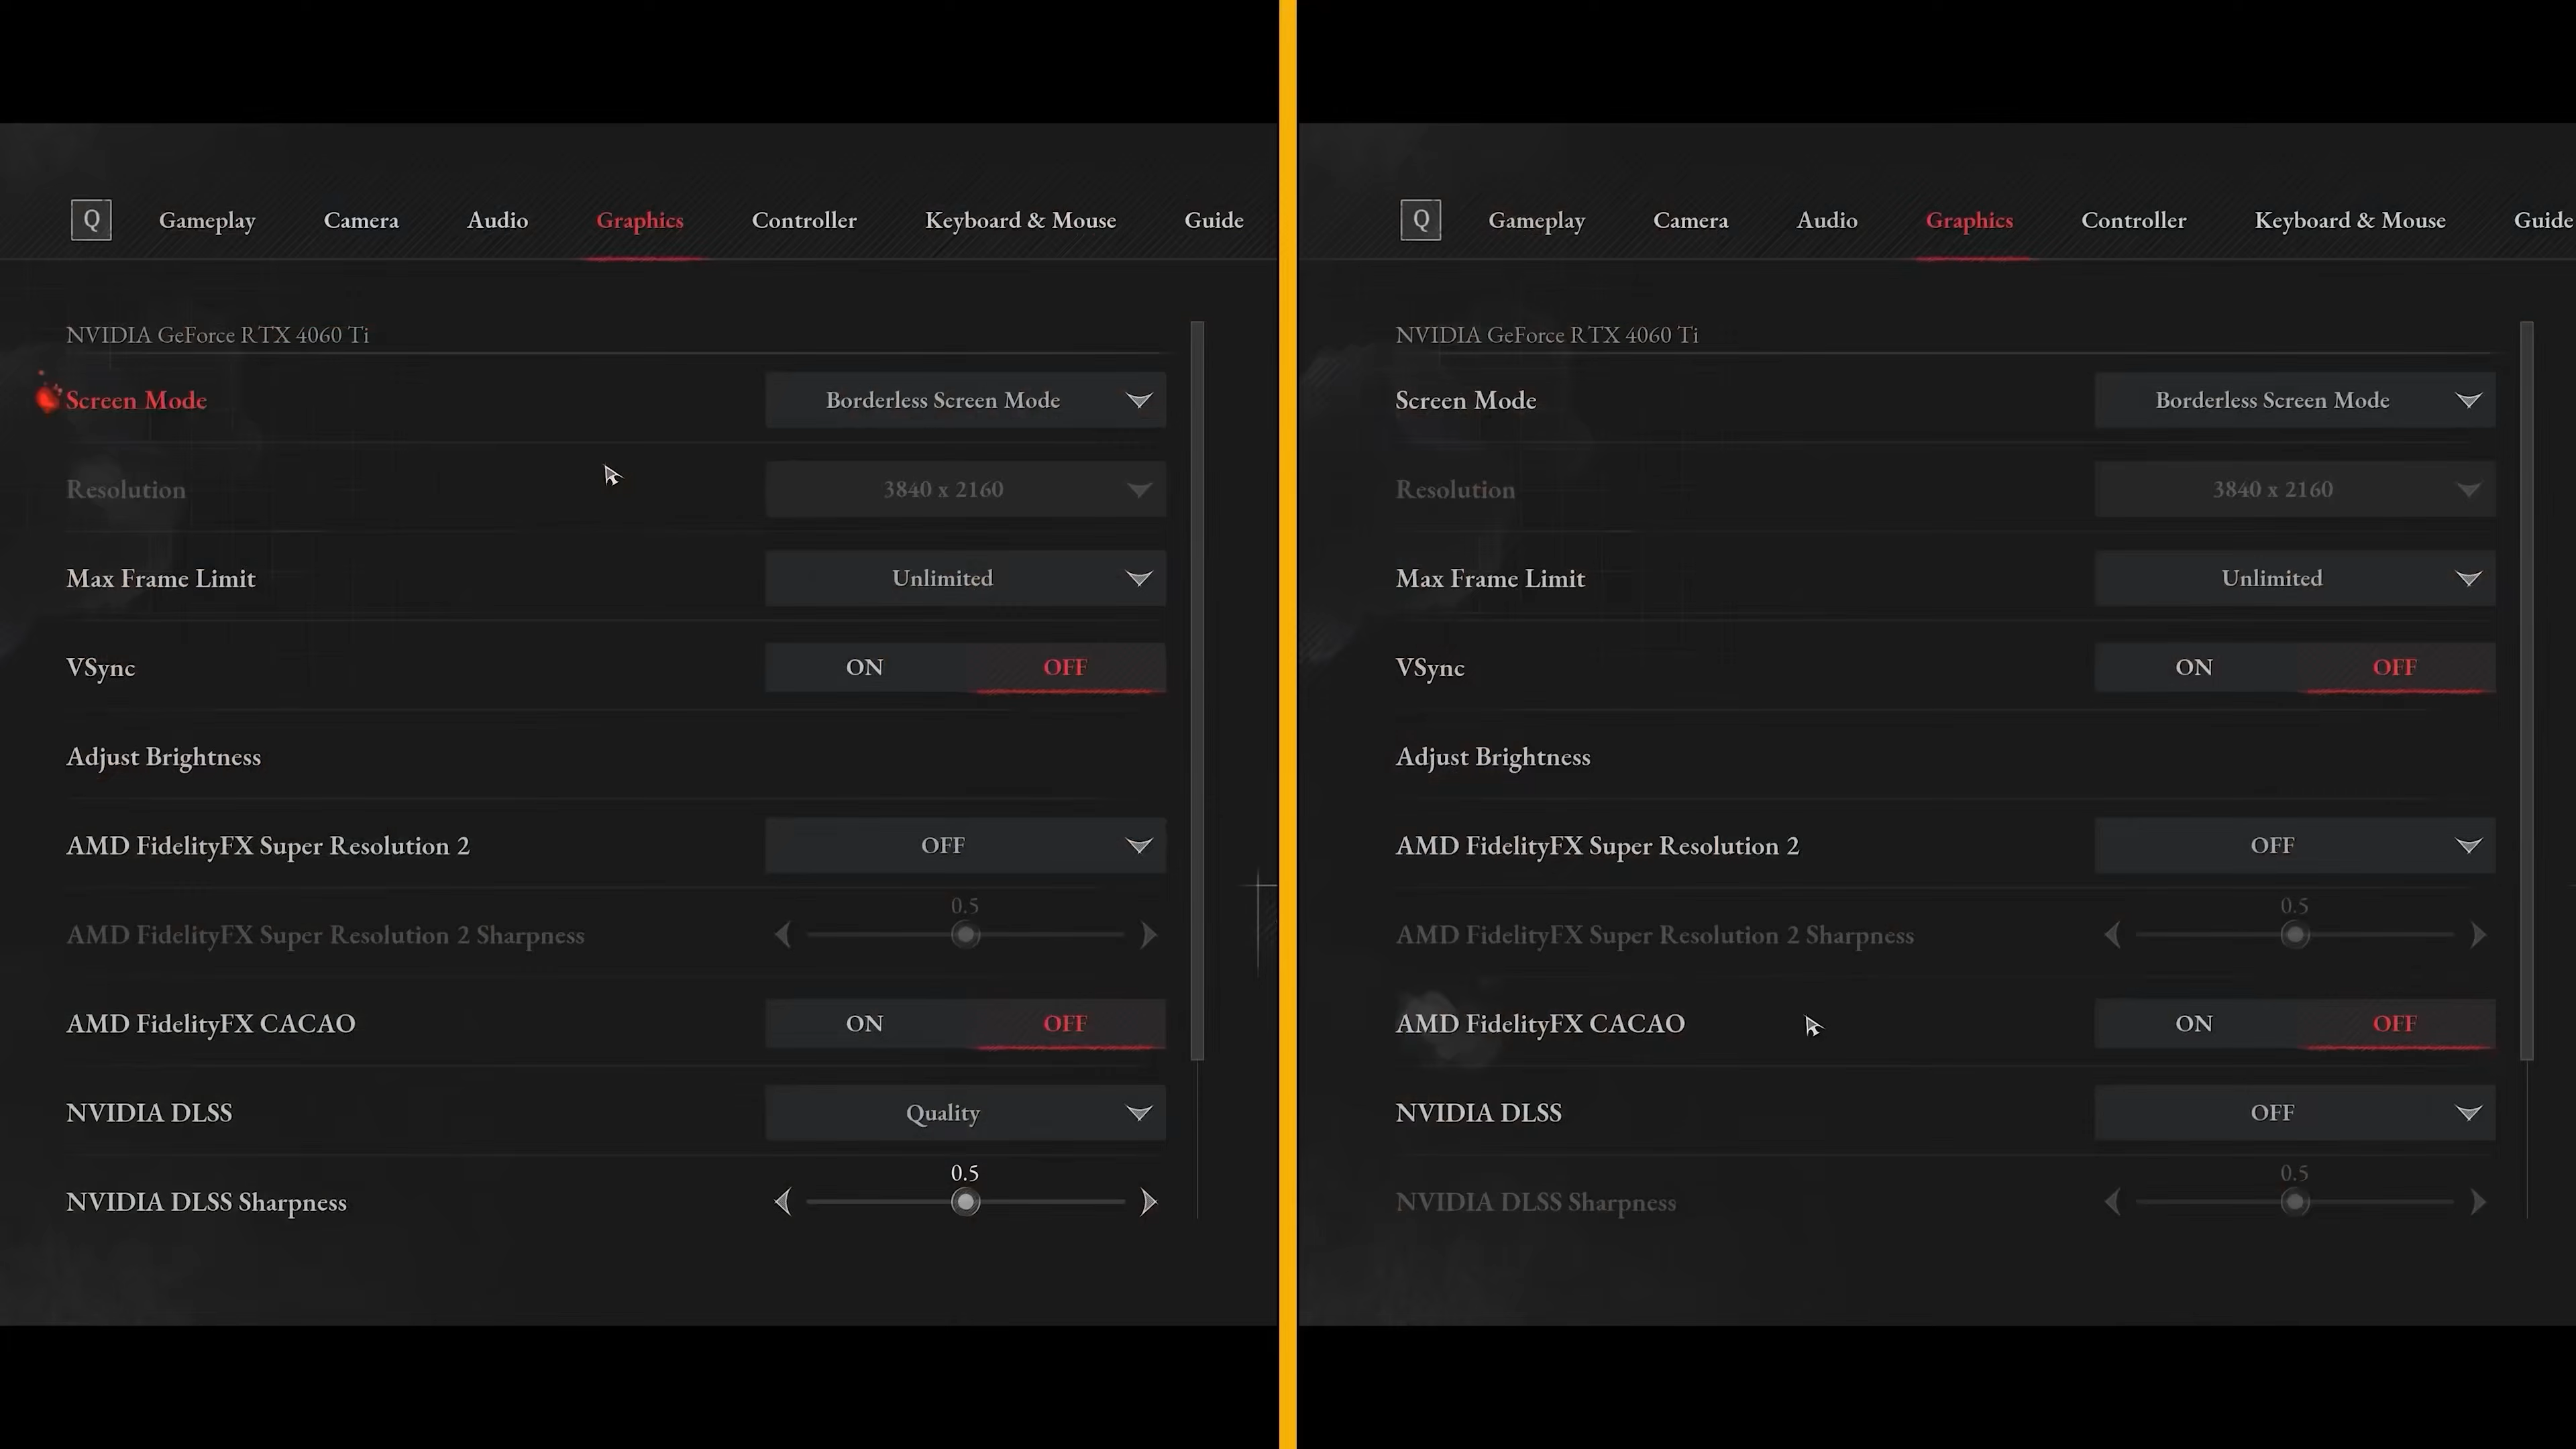 Q Gameplay Camera Audio Graphics Controller Keyboard & Mouse Guide
NVIDIA GeForce RTX 4060 Ti
Screen Mode Borderless Screen Mode
Resolution 3840 x 2160
Max Frame Limit Unlimited
VSync ON OFF
Adjust Brightness
AMD FidelityFX Super Resolution 2 OFF
0.5
AMD FidelityFX Super Resolution 2 Sharpness
AMD FidelityFX CACAO ON OFF
NVIDIA DLSS Quality
0.5
NVIDIA DLSS Sharpness
Q Gameplay Camera Audio Graphics Controller Keyboard & Mouse Guide
NVIDIA GeForce RTX 4060 Ti
Screen Mode Borderless Screen Mode
Resolution 3840 x 2160
Max Frame Limit Unlimited
VSync ON OFF
Adjust Brightness
AMD FidelityFX Super Resolution 2 OFF
0.5
AMD FidelityFX Super Resolution 2 Sharpness
AMD FidelityFX CACAO ON OFF
NVIDIA DLSS OFF
0.5
NVIDIA DLSS Sharpness